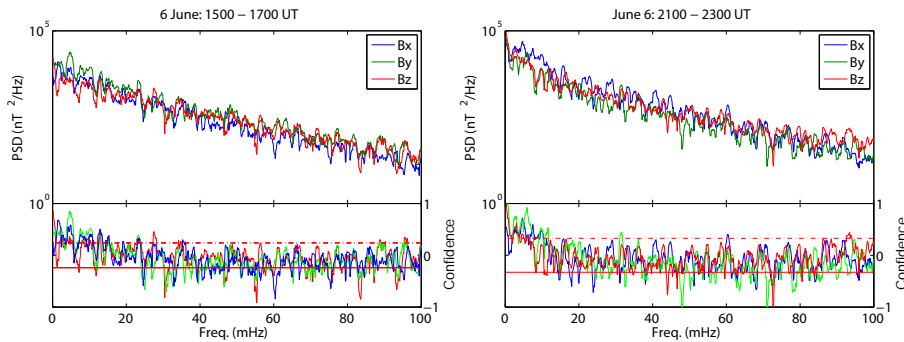 6 June: 1500 − 1700 UT
10^5
Bx
By
Bz
PSD (nT ^2/Hz)
10^0
1
0
−1
Confidence
0 20 40 60 80 100
Freq. (mHz)
June 6: 2100 − 2300 UT
10^5
Bx
By
Bz
PSD (nT ^2/Hz)
10^0
1
0
−1
Confidence
0 20 40 60 80 100
Freq. (mHz)